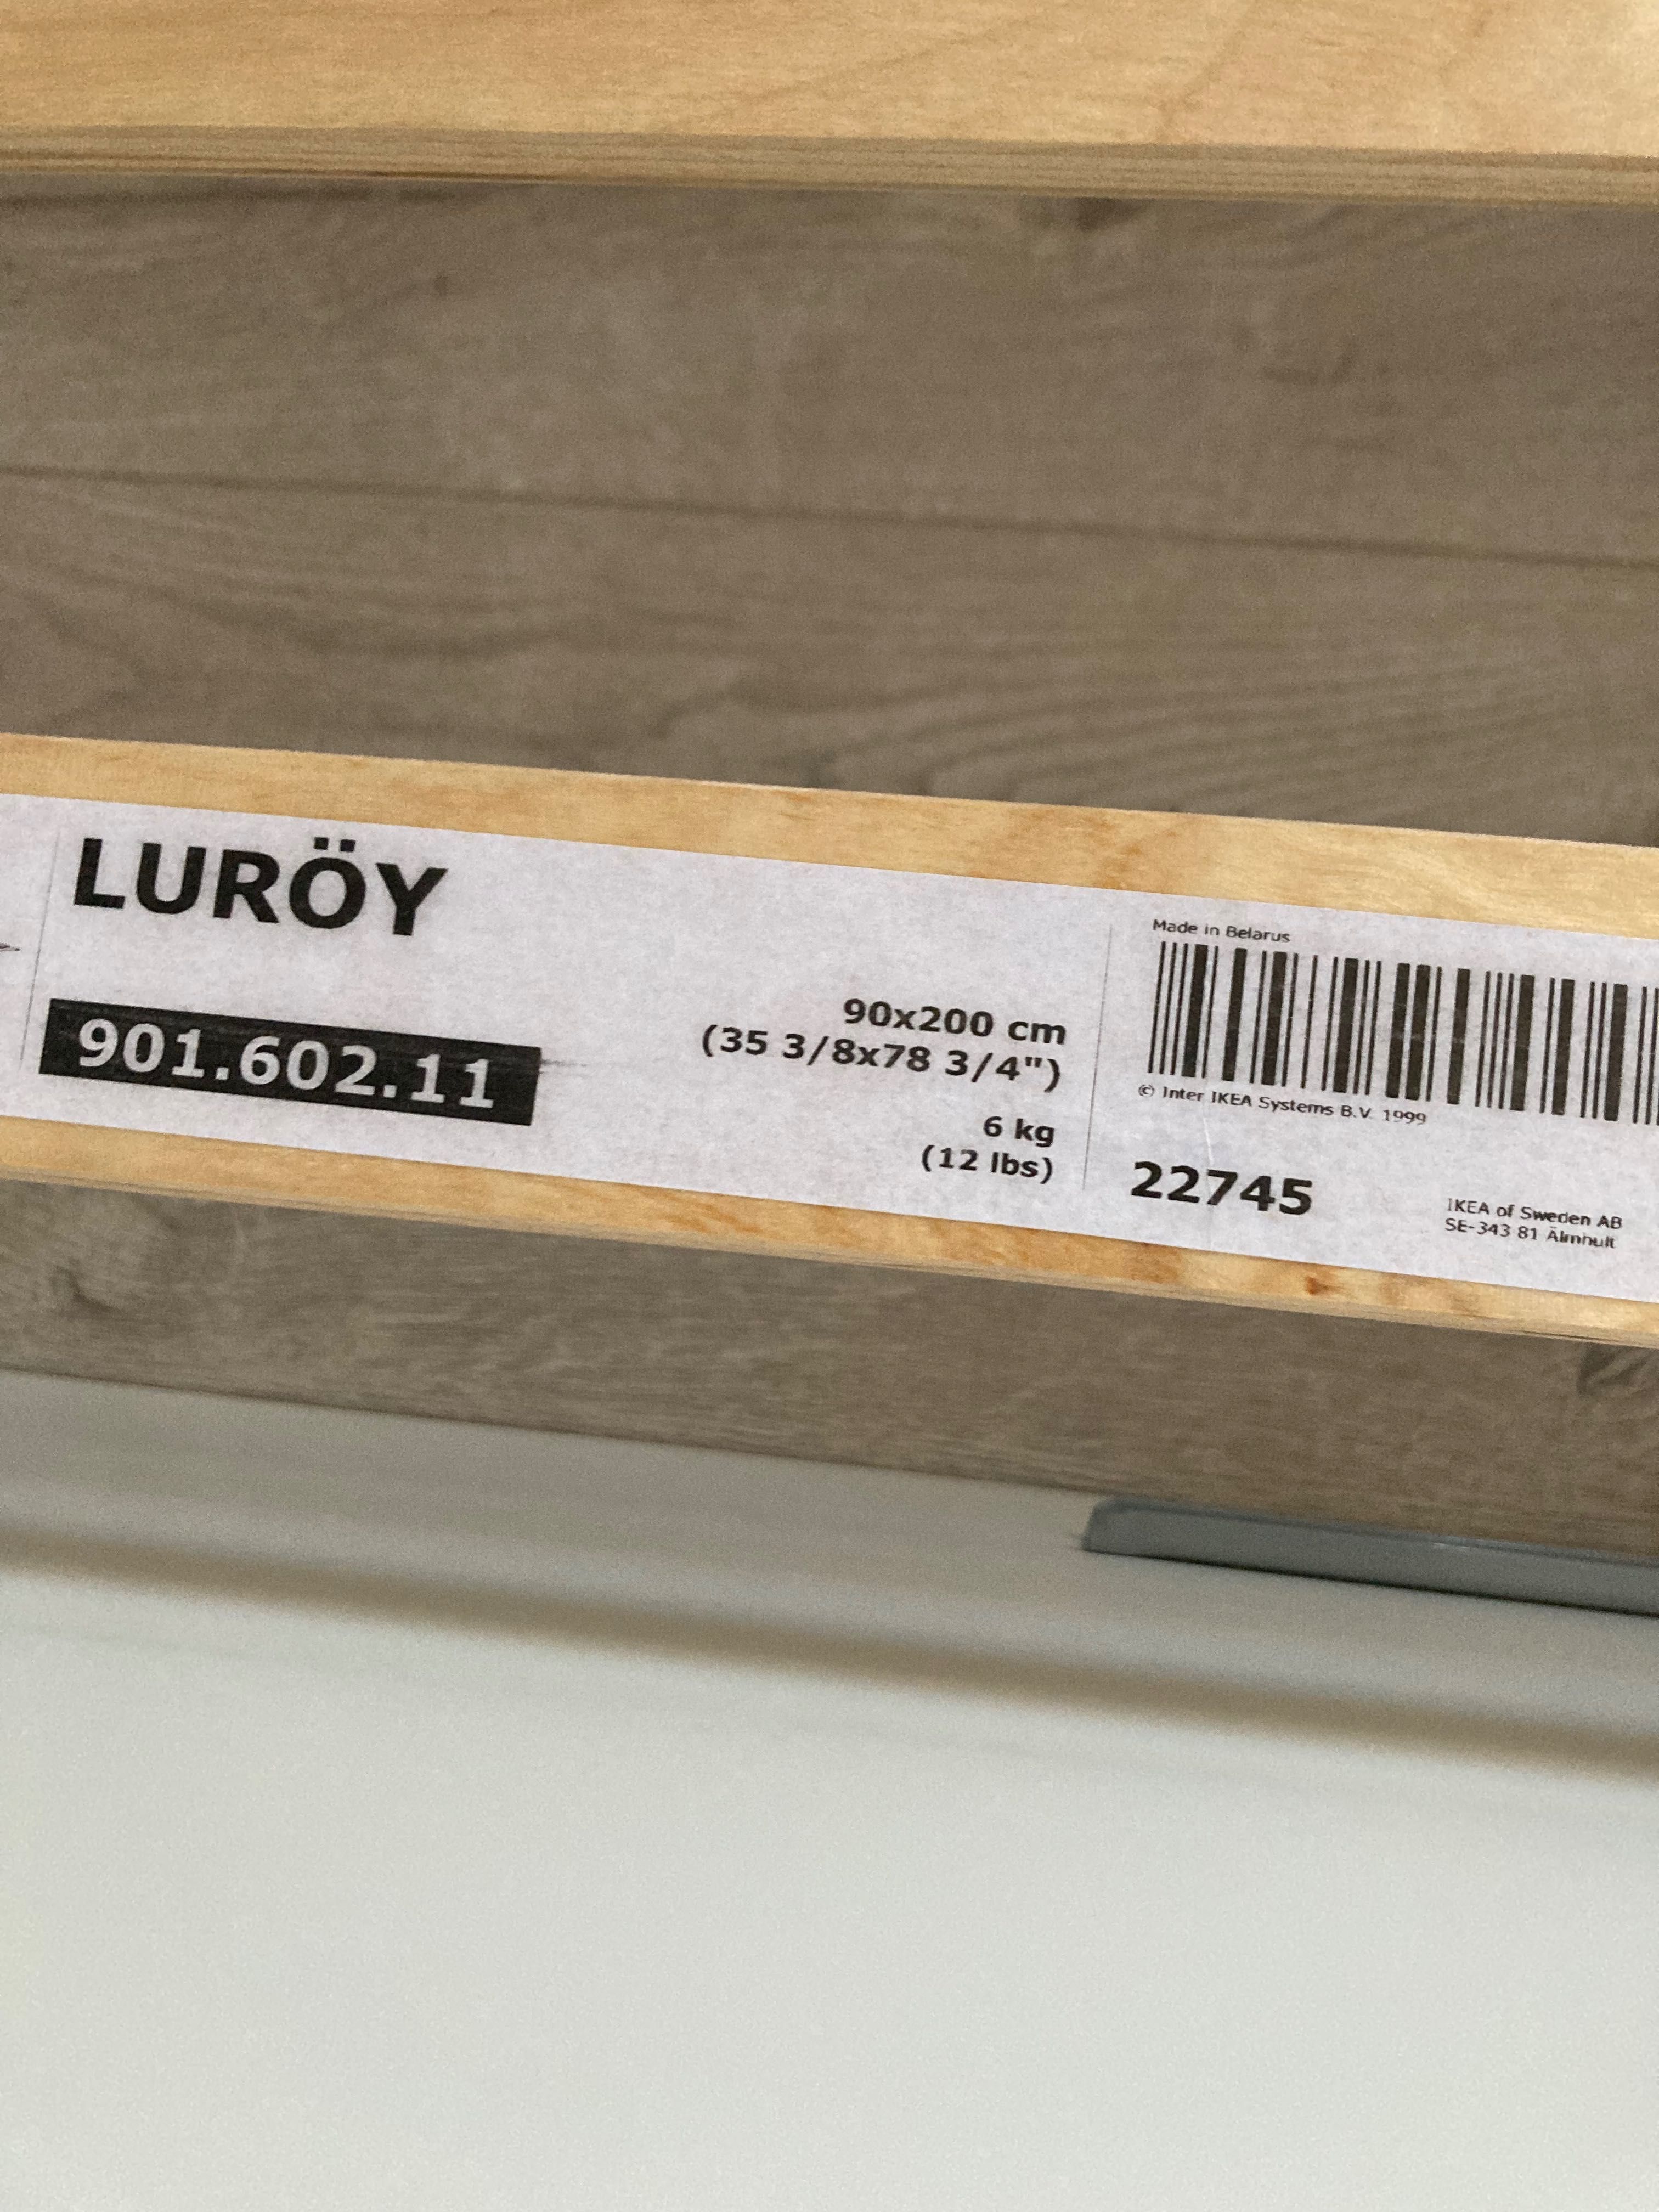 LURÖY
901.602.11
90x200 cm
(35 3/8x78 3/4")
6 kg
(12 lbs)
Made in Belarus
© Inter IKEA Systems B.V. 1999
22745
IKEA of Sweden AB
SE-343 81 Älmhult